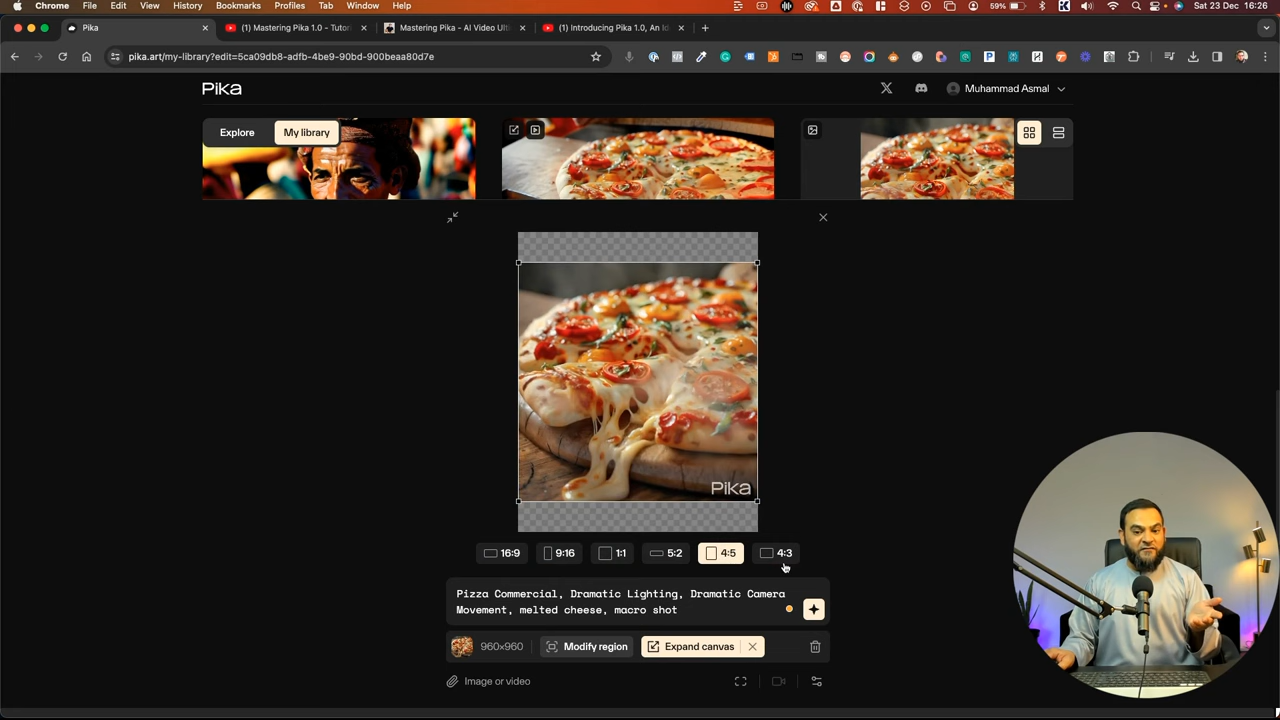 Chrome File Edit View History Bookmarks Profiles Tab Window Help 59% Sat 23 Dec 16:26
Pika (1) Mastering Pika 1.0 - Tutori Mastering Pika - AI Video Ulti (1) Introducing Pika 1.0, An Id
pika.art/my-library?edit=5ca09db8-adfb-4be9-90bd-900beaa80d7e
Pika Muhammad Asmal
Explore My library
Pika
16:9 9:16 1:1 5:2 4:5 4:3
Pizza Commercial, Dramatic Lighting, Dramatic Camera
Movement, melted cheese, macro shot
960×960 Modify region Expand canvas
Image or video